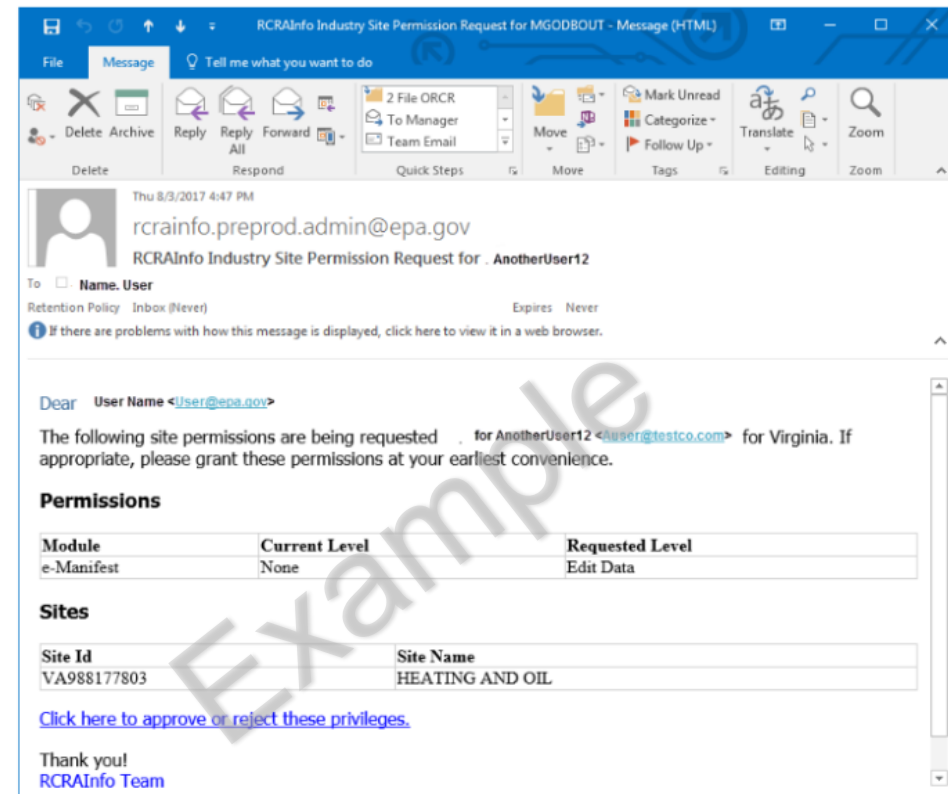 RCRAInfo Industry Site Permission Request for MGODBOUT - Message (HTML)
File Message Tell me what you want to do
Delete Archive Reply Reply All Forward
2 File ORCR
To Manager
Team Email
Move
Mark Unread
Categorize
Follow Up
Translate
Zoom
Delete Respond Quick Steps Move Tags Editing Zoom
Thu 8/3/2017 4:47 PM
rcrainfo.preprod.admin@epa.gov
RCRAInfo Industry Site Permission Request for . AnotherUser12
To Name. User
Retention Policy Inbox (Never) Expires Never
If there are problems with how this message is displayed, click here to view it in a web browser.
Dear User Name <User@epa.gov>
The following site permissions are being requested . for AnotherUser12 <Auser@testco.com> for Virginia. If
appropriate, please grant these permissions at your earliest convenience.
Permissions
Module Current Level Requested Level
e-Manifest None Edit Data
Sites
Site Id Site Name
VA988177803 HEATING AND OIL
Click here to approve or reject these privileges.
Thank you!
RCRAInfo Team
Example